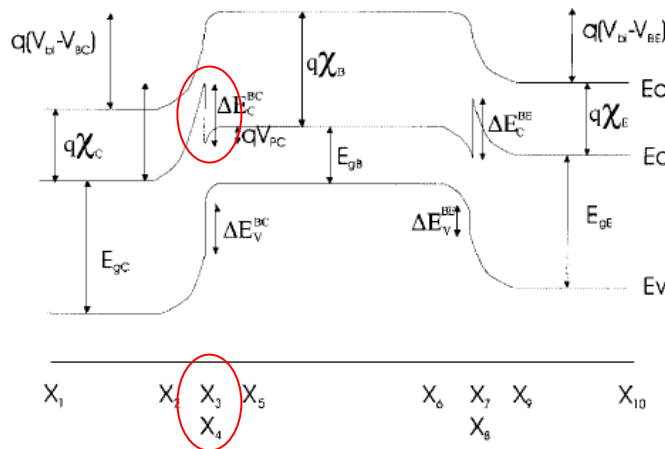 q(V_bi-V_BC)
q(V_bi-V_BE)
qχ_B
ΔE_C^BC
ΔE_C^BE
qχ_E
Eo
qχ_C
qV_PC
Ec
E_gB
ΔE_V^BC
ΔE_V^BE
E_gC
E_gE
Ev
X_1 X_2 X_3 X_5 X_6 X_7 X_9 X_10
X_4 X_8